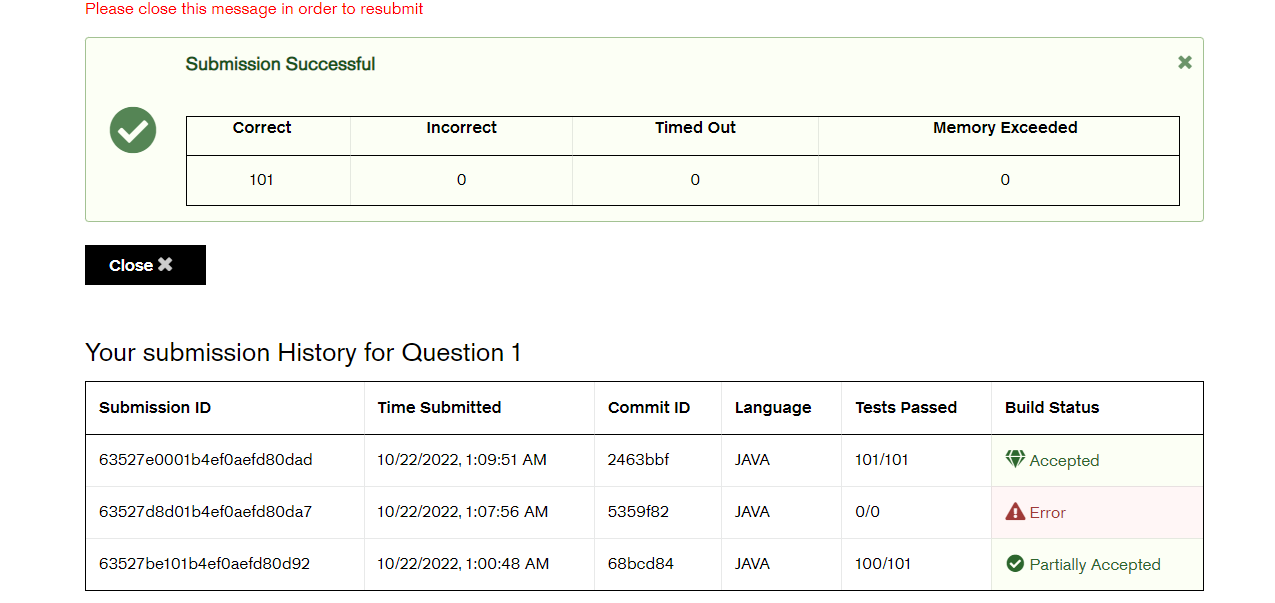 Please close this message in order to resubmit
Submission Successful
Correct Incorrect Timed Out Memory Exceeded
101 0 0 0
Close
Your submission History for Question 1
Submission ID Time Submitted Commit ID Language Tests Passed Build Status
63527e0001b4ef0aefd80dad 10/22/2022, 1:09:51 AM 2463bbf JAVA 101/101 Accepted
63527d8d01b4ef0aefd80da7 10/22/2022, 1:07:56 AM 5359f82 JAVA 0/0 Error
63527be101b4ef0aefd80d92 10/22/2022, 1:00:48 AM 68bcd84 JAVA 100/101 Partially Accepted